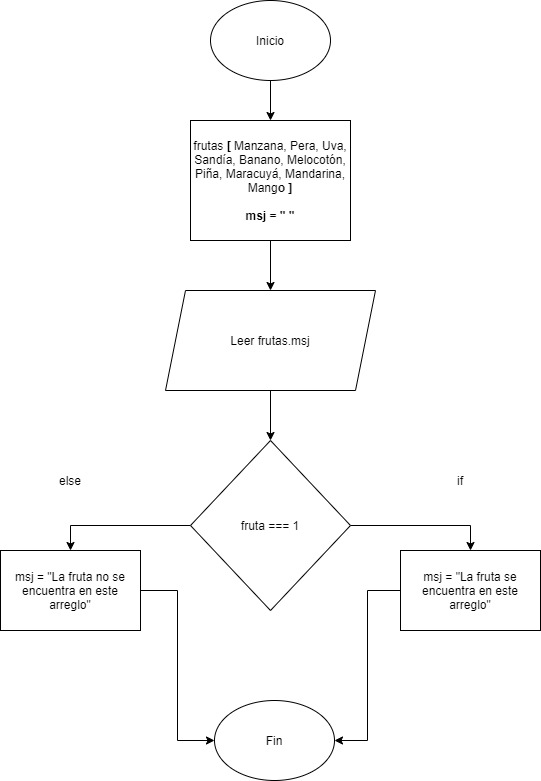 Inicio
frutas [ Manzana, Pera, Uva,
Sandía, Banano, Melocotón,
Piña, Maracuyá, Mandarina,
Mango ]
msj = " "
Leer frutas.msj
else
if
fruta === 1
msj = "La fruta no se
encuentra en este
arreglo"
msj = "La fruta se
encuentra en este
arreglo"
Fin